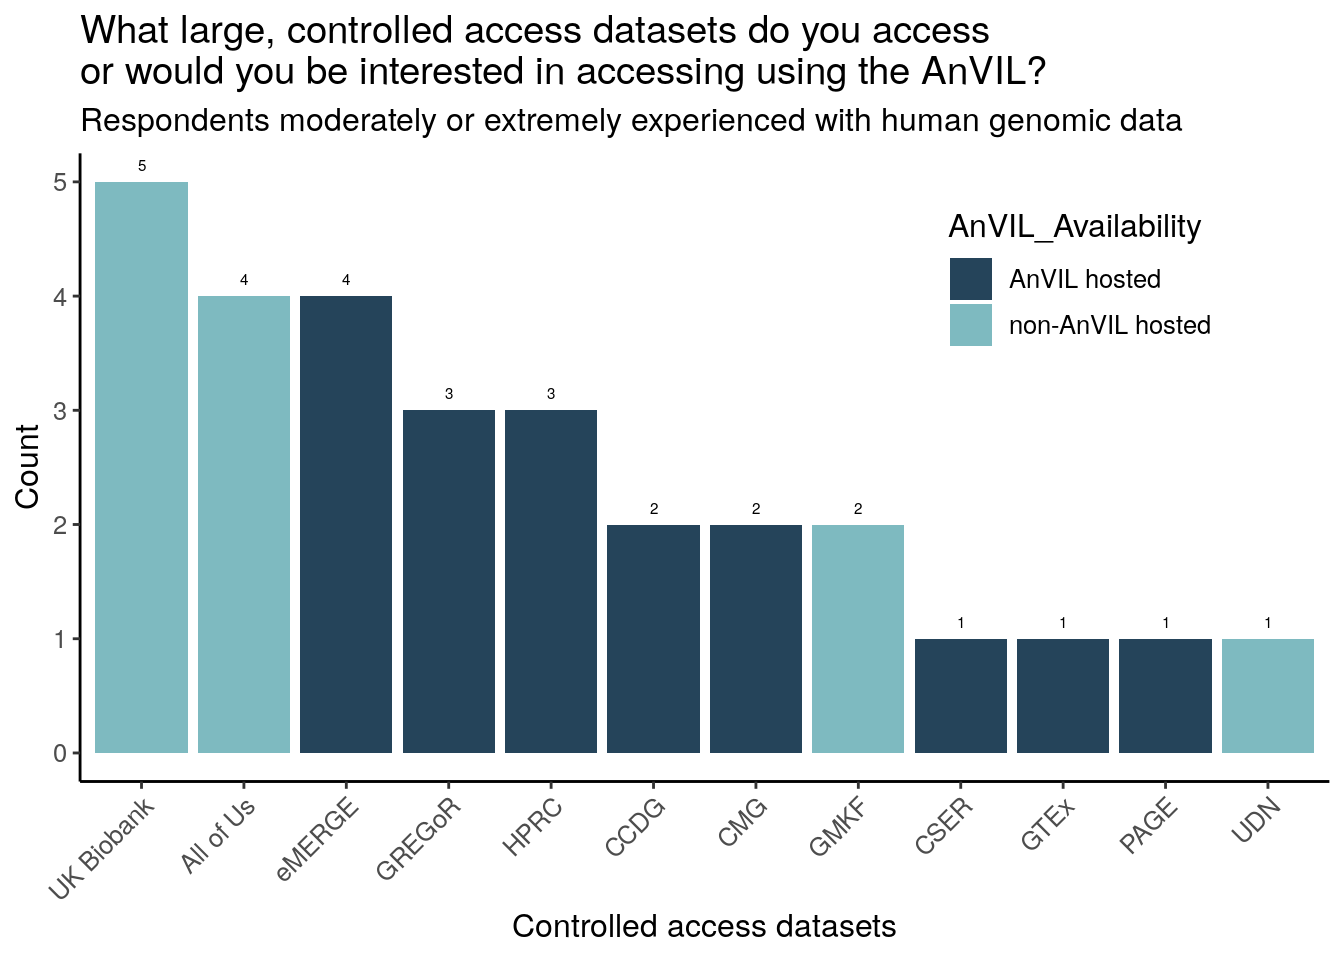 What large, controlled access datasets do you access
or would you be interested in accessing using the AnVIL?
Respondents moderately or extremely experienced with human genomic data
Count
5
4
3
2
1
0
5
4
4
3
3
2
2
2
1
1
1
1
AnVIL_Availability
AnVIL hosted
non-AnVIL hosted
UK Biobank
All of Us
eMERGE
GREGoR
HPRC
CCDG
CMG
GMKF
CSER
GTEx
PAGE
UDN
Controlled access datasets